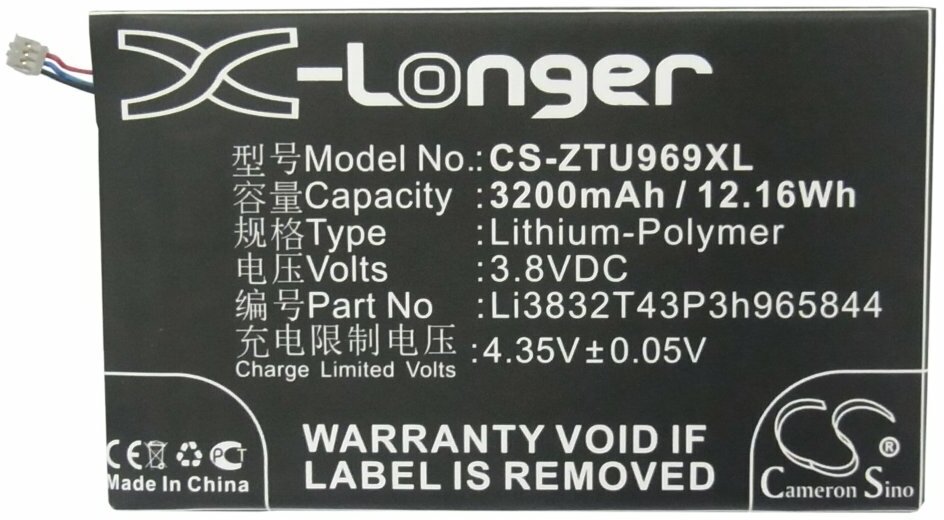 X-Longer
型号Model No.:CS-ZTU969XL
容量Capacity :3200mAh / 12.16Wh
规格Type :Lithium-Polymer
电压Volts :3.8VDC
编号Part No :Li3832T43P3h965844
充电限制电压 :4.35V±0.05V
Charge Limited Volts
WARRANTY VOID IF
LABEL IS REMOVED
CE PCT
Made In China
CS ®
Cameron Sino